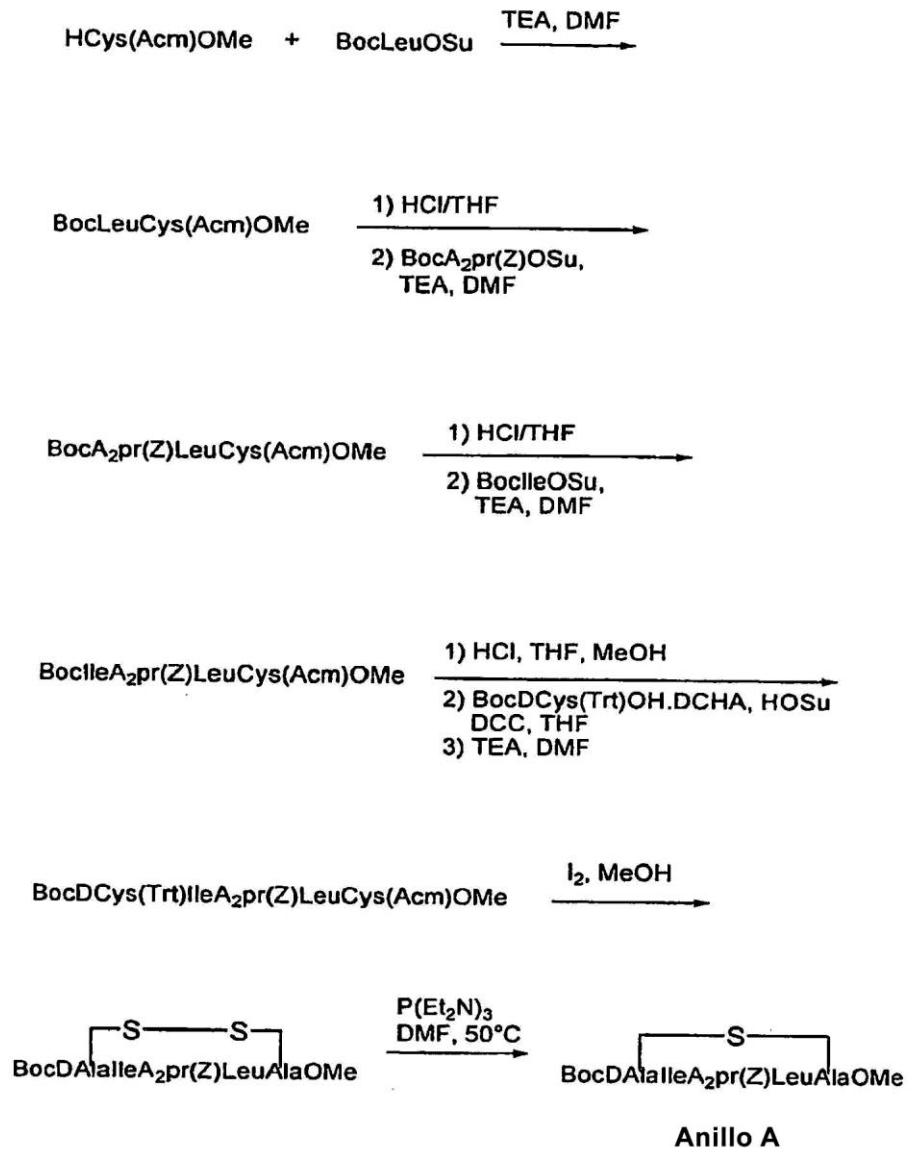 TEA, DMF
HCys(Acm)OMe + BocLeuOSu
1) HCl/THF
BocLeuCys(Acm)OMe
2) BocA₂pr(Z)OSu,
TEA, DMF
1) HCl/THF
BocA₂pr(Z)LeuCys(Acm)OMe
2) BocIleOSu,
TEA, DMF
1) HCl, THF, MeOH
BocIleA₂pr(Z)LeuCys(Acm)OMe
2) BocDCys(Trt)OH.DCHA, HOSu
DCC, THF
3) TEA, DMF
I₂, MeOH
BocDCys(Trt)IleA₂pr(Z)LeuCys(Acm)OMe
S S
P(Et₂N)₃
DMF, 50°C
S
BocDAlaIleA₂pr(Z)LeuAlaOMe
BocDAlaIleA₂pr(Z)LeuAlaOMe
Anillo A